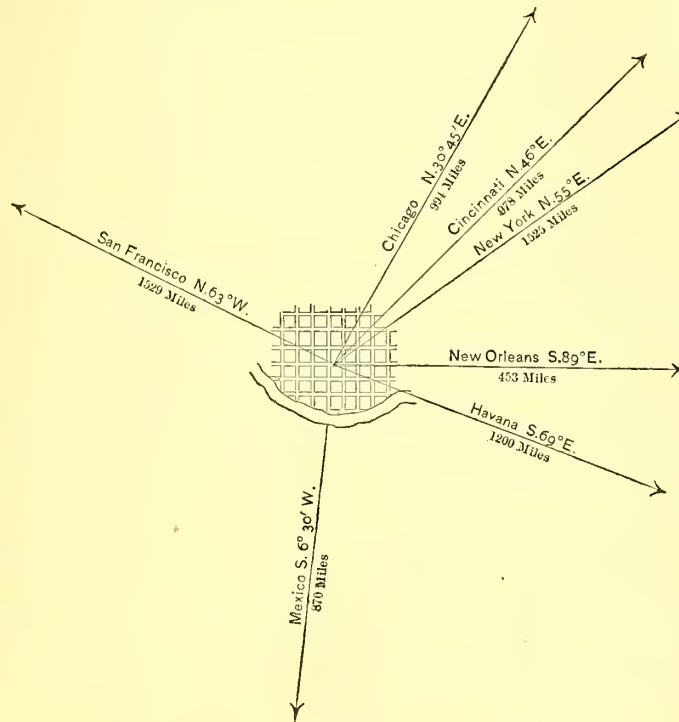 Chicago N.30°45'E.
994 Miles
Cincinnati N.46°E.
978 Miles
New York N.55°E.
1525 Miles
San Francisco N.63°W.
1529 Miles
New Orleans S.89°E.
453 Miles
Havana S.69°E.
1200 Miles
Mexico S. 6°30' W.
870 Miles